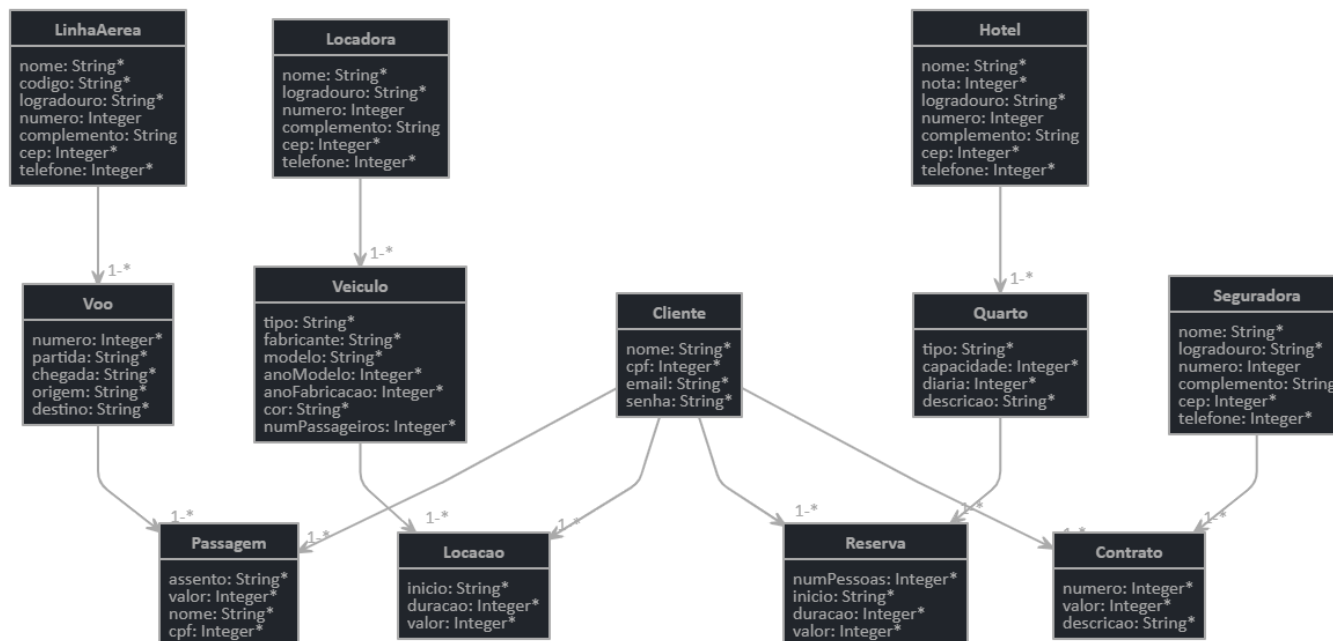 LinhaAerea
nome: String*
codigo: String*
logradouro: String*
numero: Integer
complemento: String
cep: Integer*
telefone: Integer*
Locadora
nome: String*
logradouro: String*
numero: Integer
complemento: String
cep: Integer*
telefone: Integer*
Hotel
nome: String*
nota: Integer*
logradouro: String*
numero: Integer
complemento: String
cep: Integer*
telefone: Integer*
1-*
1-*
1-*
Voo
numero: Integer*
partida: String*
chegada: String*
origem: String*
destino: String*
Veiculo
tipo: String*
fabricante: String*
modelo: String*
anoModelo: Integer*
anoFabricacao: Integer*
cor: String*
numPassageiros: Integer*
Cliente
nome: String*
cpf: Integer*
email: String*
senha: String*
Quarto
tipo: String*
capacidade: Integer*
diaria: Integer*
descricao: String*
Seguradora
nome: String*
logradouro: String*
numero: Integer
complemento: String
cep: Integer*
telefone: Integer*
1-*
1-*
1-*
1-*
1-*
1-*
1-*
1-*
Passagem
assento: String*
valor: Integer*
nome: String*
cpf: Integer*
Locacao
inicio: String*
duracao: Integer*
valor: Integer*
Reserva
numPessoas: Integer*
inicio: String*
duracao: Integer*
valor: Integer*
Contrato
numero: Integer*
valor: Integer*
descricao: String*